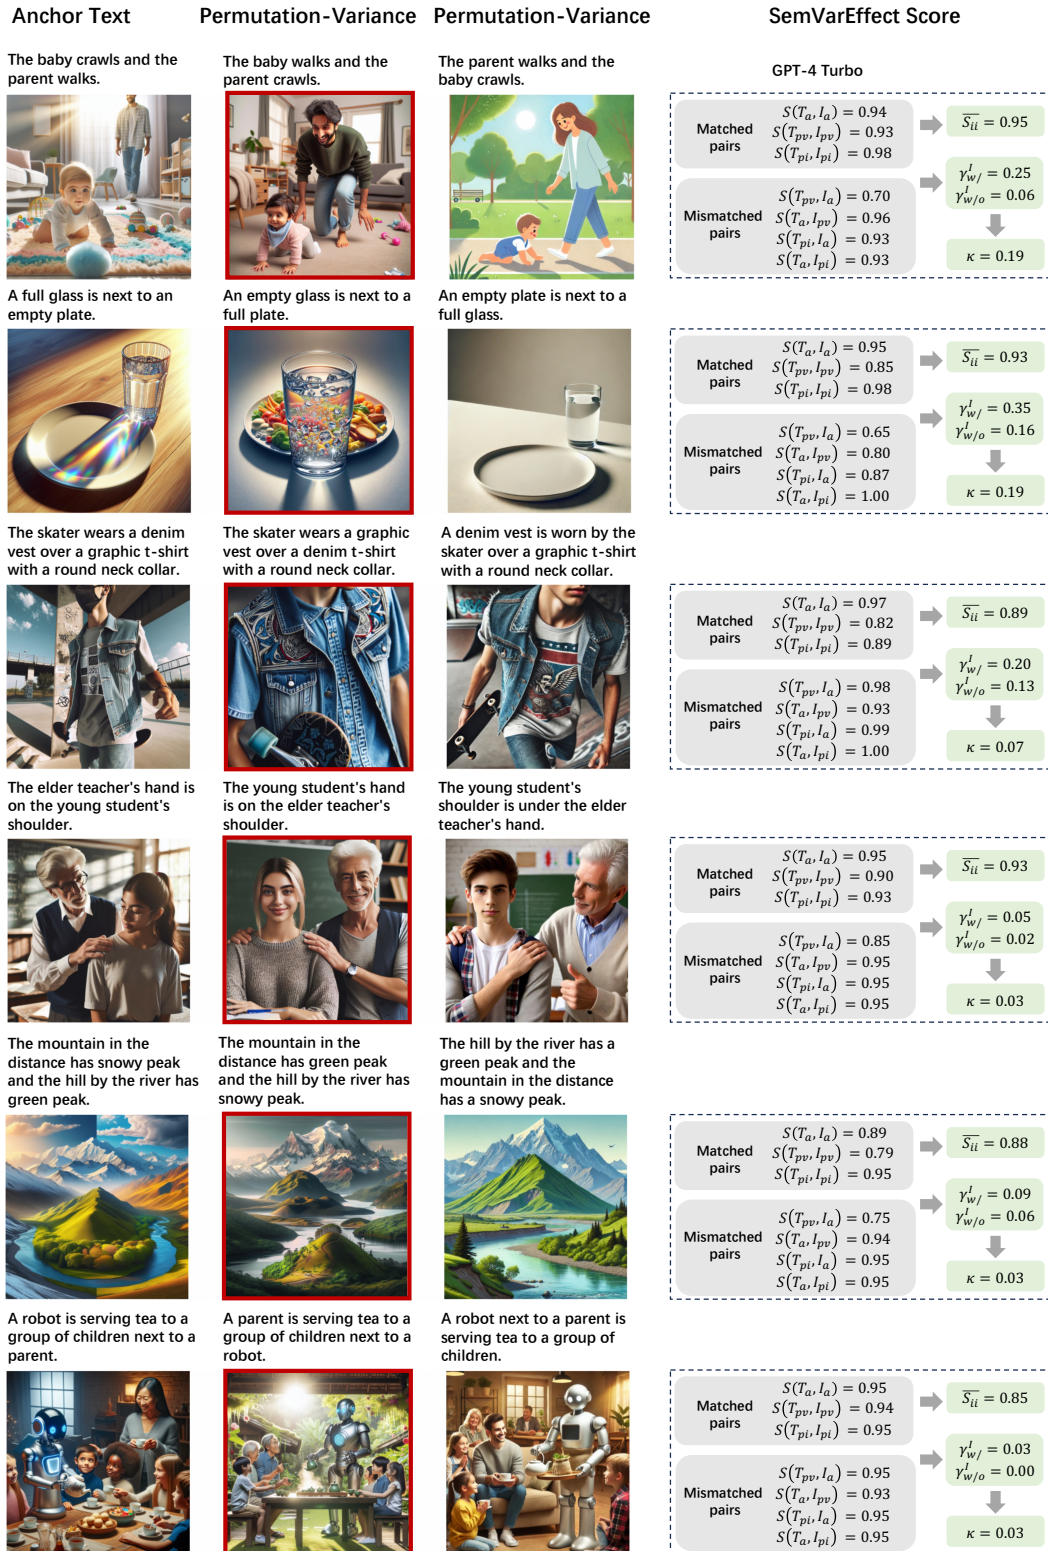 Anchor Text
Permutation-Variance
Permutation-Variance
SemVarEffect Score
GPT-4 Turbo
The baby crawls and the
parent walks.
The baby walks and the
parent crawls.
The parent walks and the
baby crawls.
Matched
pairs
S(T_a, I_a) = 0.94
S(T_pv, I_pv) = 0.93
S(T_pi, I_pi) = 0.98
S̅_ii = 0.95
Mismatched
pairs
S(T_pv, I_a) = 0.70
S(T_a, I_pv) = 0.96
S(T_pi, I_a) = 0.93
S(T_a, I_pi) = 0.93
γ^I_w/ = 0.25
γ^I_w/o = 0.06
κ = 0.19
A full glass is next to an
empty plate.
An empty glass is next to a
full plate.
An empty plate is next to a
full glass.
Matched
pairs
S(T_a, I_a) = 0.95
S(T_pv, I_pv) = 0.85
S(T_pi, I_pi) = 0.98
S̅_ii = 0.93
Mismatched
pairs
S(T_pv, I_a) = 0.65
S(T_a, I_pv) = 0.80
S(T_pi, I_a) = 0.87
S(T_a, I_pi) = 1.00
γ^I_w/ = 0.35
γ^I_w/o = 0.16
κ = 0.19
The skater wears a denim
vest over a graphic t-shirt
with a round neck collar.
The skater wears a graphic
vest over a denim t-shirt
with a round neck collar.
A denim vest is worn by the
skater over a graphic t-shirt
with a round neck collar.
Matched
pairs
S(T_a, I_a) = 0.97
S(T_pv, I_pv) = 0.82
S(T_pi, I_pi) = 0.89
S̅_ii = 0.89
Mismatched
pairs
S(T_pv, I_a) = 0.98
S(T_a, I_pv) = 0.93
S(T_pi, I_a) = 0.99
S(T_a, I_pi) = 1.00
γ^I_w/ = 0.20
γ^I_w/o = 0.13
κ = 0.07
The elder teacher's hand is
on the young student's
shoulder.
The young student's hand
is on the elder teacher's
shoulder.
The young student's
shoulder is under the elder
teacher's hand.
Matched
pairs
S(T_a, I_a) = 0.95
S(T_pv, I_pv) = 0.90
S(T_pi, I_pi) = 0.93
S̅_ii = 0.93
Mismatched
pairs
S(T_pv, I_a) = 0.85
S(T_a, I_pv) = 0.95
S(T_pi, I_a) = 0.95
S(T_a, I_pi) = 0.95
γ^I_w/ = 0.05
γ^I_w/o = 0.02
κ = 0.03
The mountain in the
distance has snowy peak
and the hill by the river has
green peak.
The mountain in the
distance has green peak
and the hill by the river has
snowy peak.
The hill by the river has a
green peak and the
mountain in the distance
has a snowy peak.
Matched
pairs
S(T_a, I_a) = 0.89
S(T_pv, I_pv) = 0.79
S(T_pi, I_pi) = 0.95
S̅_ii = 0.88
Mismatched
pairs
S(T_pv, I_a) = 0.75
S(T_a, I_pv) = 0.94
S(T_pi, I_a) = 0.95
S(T_a, I_pi) = 0.95
γ^I_w/ = 0.09
γ^I_w/o = 0.06
κ = 0.03
A robot is serving tea to a
group of children next to a
parent.
A parent is serving tea to a
group of children next to a
robot.
A robot next to a parent is
serving tea to a group of
children.
Matched
pairs
S(T_a, I_a) = 0.95
S(T_pv, I_pv) = 0.94
S(T_pi, I_pi) = 0.95
S̅_ii = 0.85
Mismatched
pairs
S(T_pv, I_a) = 0.95
S(T_a, I_pv) = 0.93
S(T_pi, I_a) = 0.95
S(T_a, I_pi) = 0.95
γ^I_w/ = 0.03
γ^I_w/o = 0.00
κ = 0.03